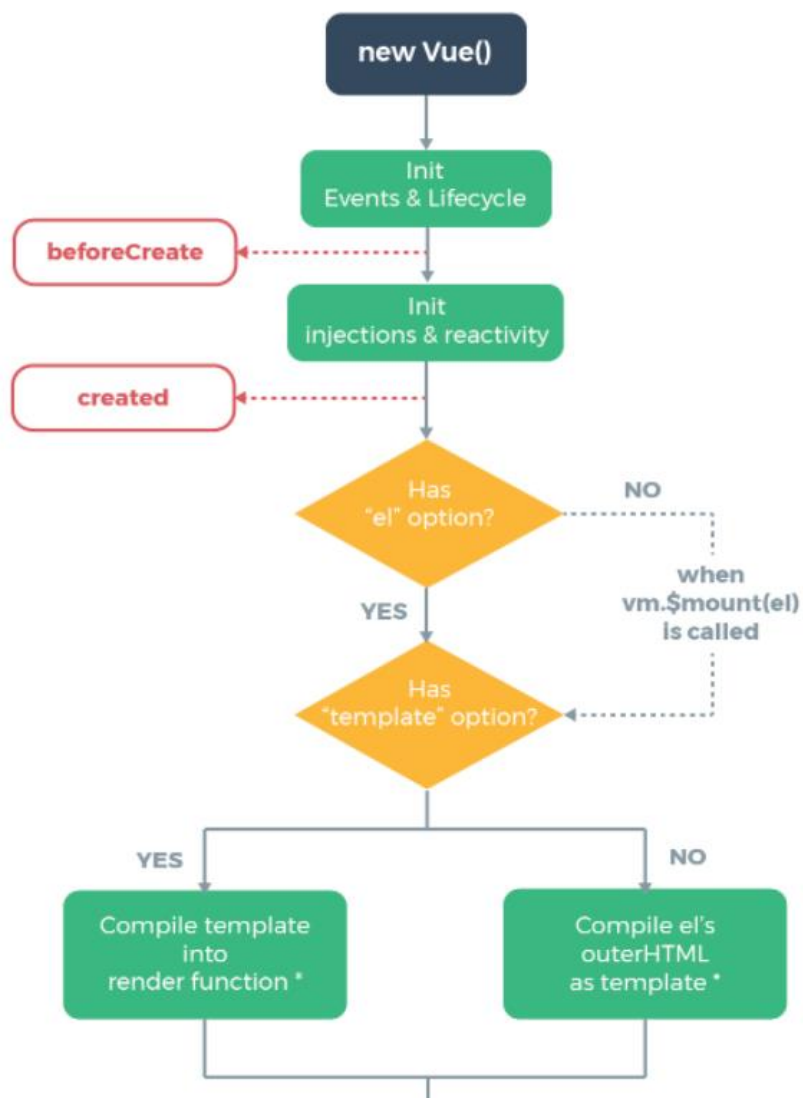 new Vue()
Init
Events & Lifecycle
beforeCreate
Init
injections & reactivity
created
Has
“el” option?
NO
when
vm.$mount(el)
is called
YES
Has
“template” option?
YES
NO
Compile template
into
render function *
Compile el’s
outerHTML
as template *